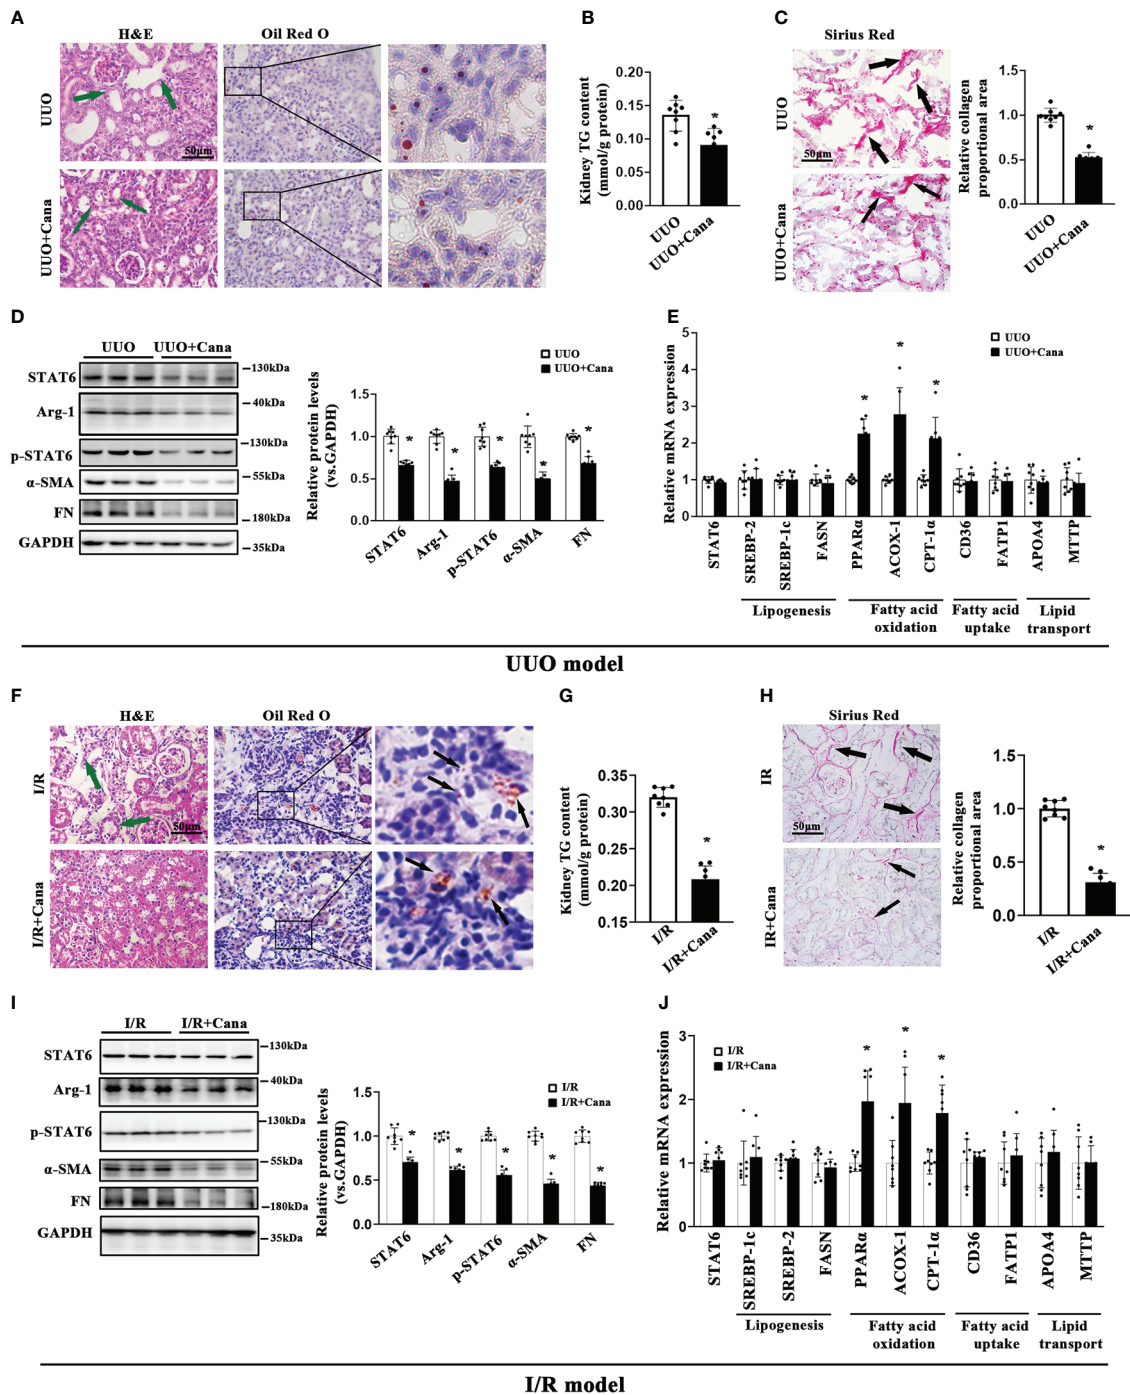 A
H&E
Oil Red O
UUO
50μm
UUO+Cana
B
Kidney TG content
(mmol/g protein)
0.20
0.15
0.10
0.05
0.00
*
UUO
UUO+Cana
C
Sirius Red
UUO
50μm
UUO+Cana
Relative collagen
proportional area
1.5
1.0
0.5
0.0
*
UUO
UUO+Cana
D
UUO UUO+Cana
STAT6
130kDa
Arg-1
40kDa
p-STAT6
130kDa
α-SMA
55kDa
FN
180kDa
GAPDH
35kDa
Relative protein levels
(vs.GAPDH)
UUO
UUO+Cana
1.5
1.0
0.5
0.0
* * * * *
STAT6
Arg-1
p-STAT6
α-SMA
FN
E
Relative mRNA expression
UUO
UUO+Cana
5
4
3
2
1
0
* * *
STAT6
SREBP-2
SREBP-1c
FASN
PPARα
ACOX-1
CPT-1α
CD36
FATP1
APOA4
MTTP
Lipogenesis
Fatty acid
oxidation
Fatty acid
uptake
Lipid
transport
UUO model
F
H&E
Oil Red O
I/R
50μm
I/R+Cana
G
Kidney TG content
(mmol/g protein)
0.35
0.30
0.25
0.20
0.15
*
I/R
I/R+Cana
H
Sirius Red
IR
50μm
IR+Cana
Relative collagen
proportional area
1.5
1.0
0.5
0.0
*
I/R
I/R+Cana
I
I/R I/R+Cana
STAT6
130kDa
Arg-1
40kDa
p-STAT6
130kDa
α-SMA
55kDa
FN
180kDa
GAPDH
35kDa
Relative protein levels
(vs.GAPDH)
I/R
I/R+Cana
1.5
1.0
0.5
0.0
* * * * *
STAT6
Arg-1
p-STAT6
α-SMA
FN
J
Relative mRNA expression
I/R
I/R+Cana
3
2
1
0
* * *
STAT6
SREBP-1c
SREBP-2
FASN
PPARα
ACOX-1
CPT-1α
CD36
FATP1
APOA4
MTTP
Lipogenesis
Fatty acid
oxidation
Fatty acid
uptake
Lipid
transport
I/R model